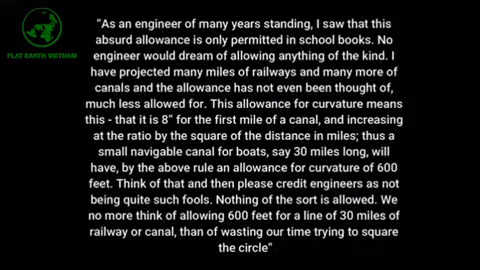 FLAT EARTH VIETNAM
"As an engineer of many years standing, I saw that this
absurd allowance is only permitted in school books. No
engineer would dream of allowing anything of the kind. I
have projected many miles of railways and many more of
canals and the allowance has not even been thought of,
much less allowed for. This allowance for curvature means
this - that it is 8" for the first mile of a canal, and increasing
at the ratio by the square of the distance in miles; thus a
small navigable canal for boats, say 30 miles long, will
have, by the above rule an allowance for curvature of 600
feet. Think of that and then please credit engineers as not
being quite such fools. Nothing of the sort is allowed. We
no more think of allowing 600 feet for a line of 30 miles of
railway or canal, than of wasting our time trying to square
the circle"